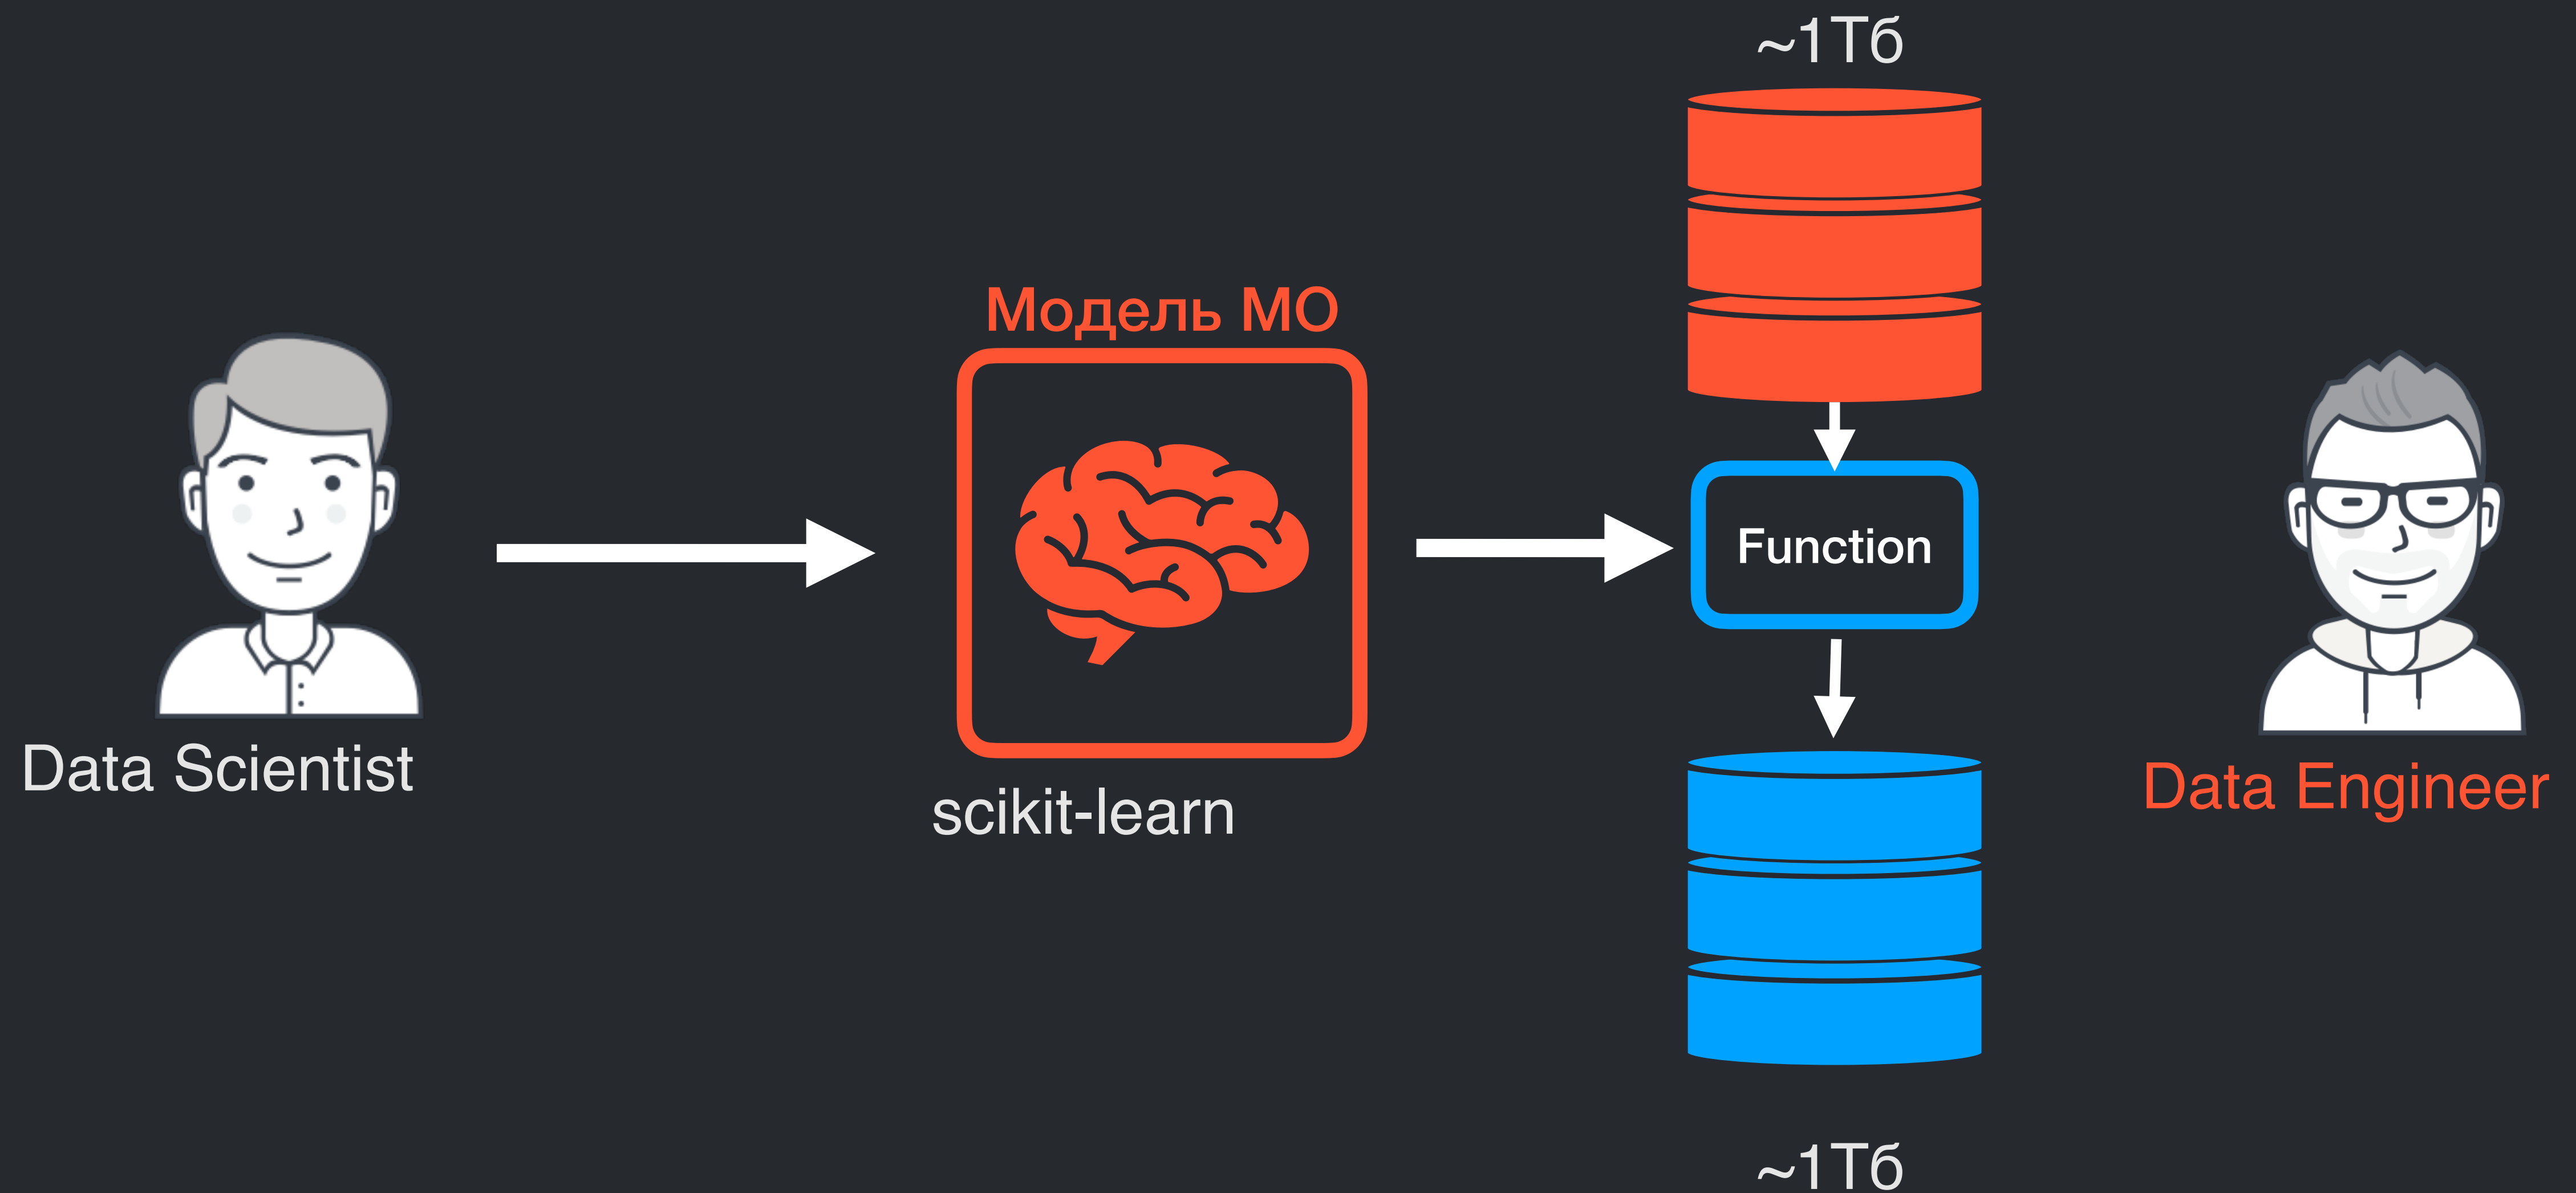 ~1Тб
Модель МО
Function
Data Scientist
Data Engineer
scikit-learn
~1Тб